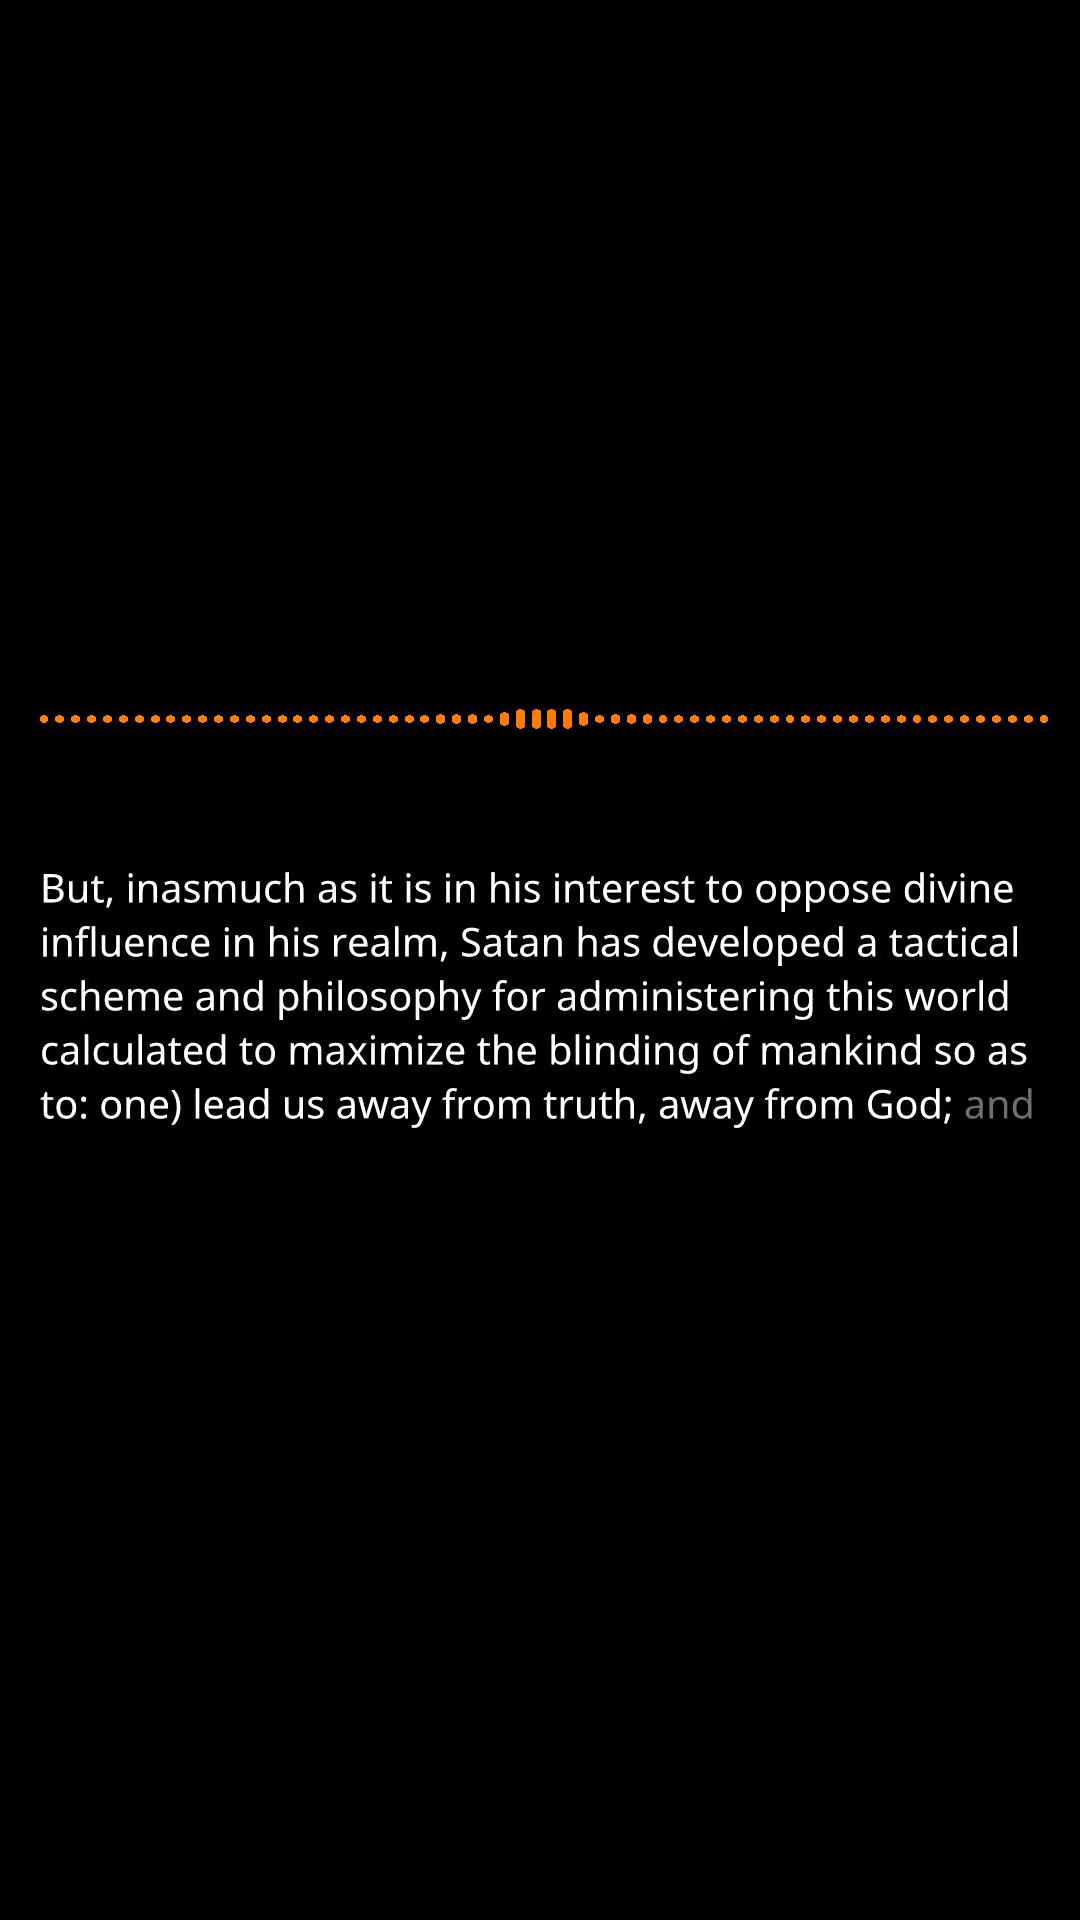 But, inasmuch as it is in his interest to oppose divine
influence in his realm, Satan has developed a tactical
scheme and philosophy for administering this world
calculated to maximize the blinding of mankind so as
to: one) lead us away from truth, away from God; and